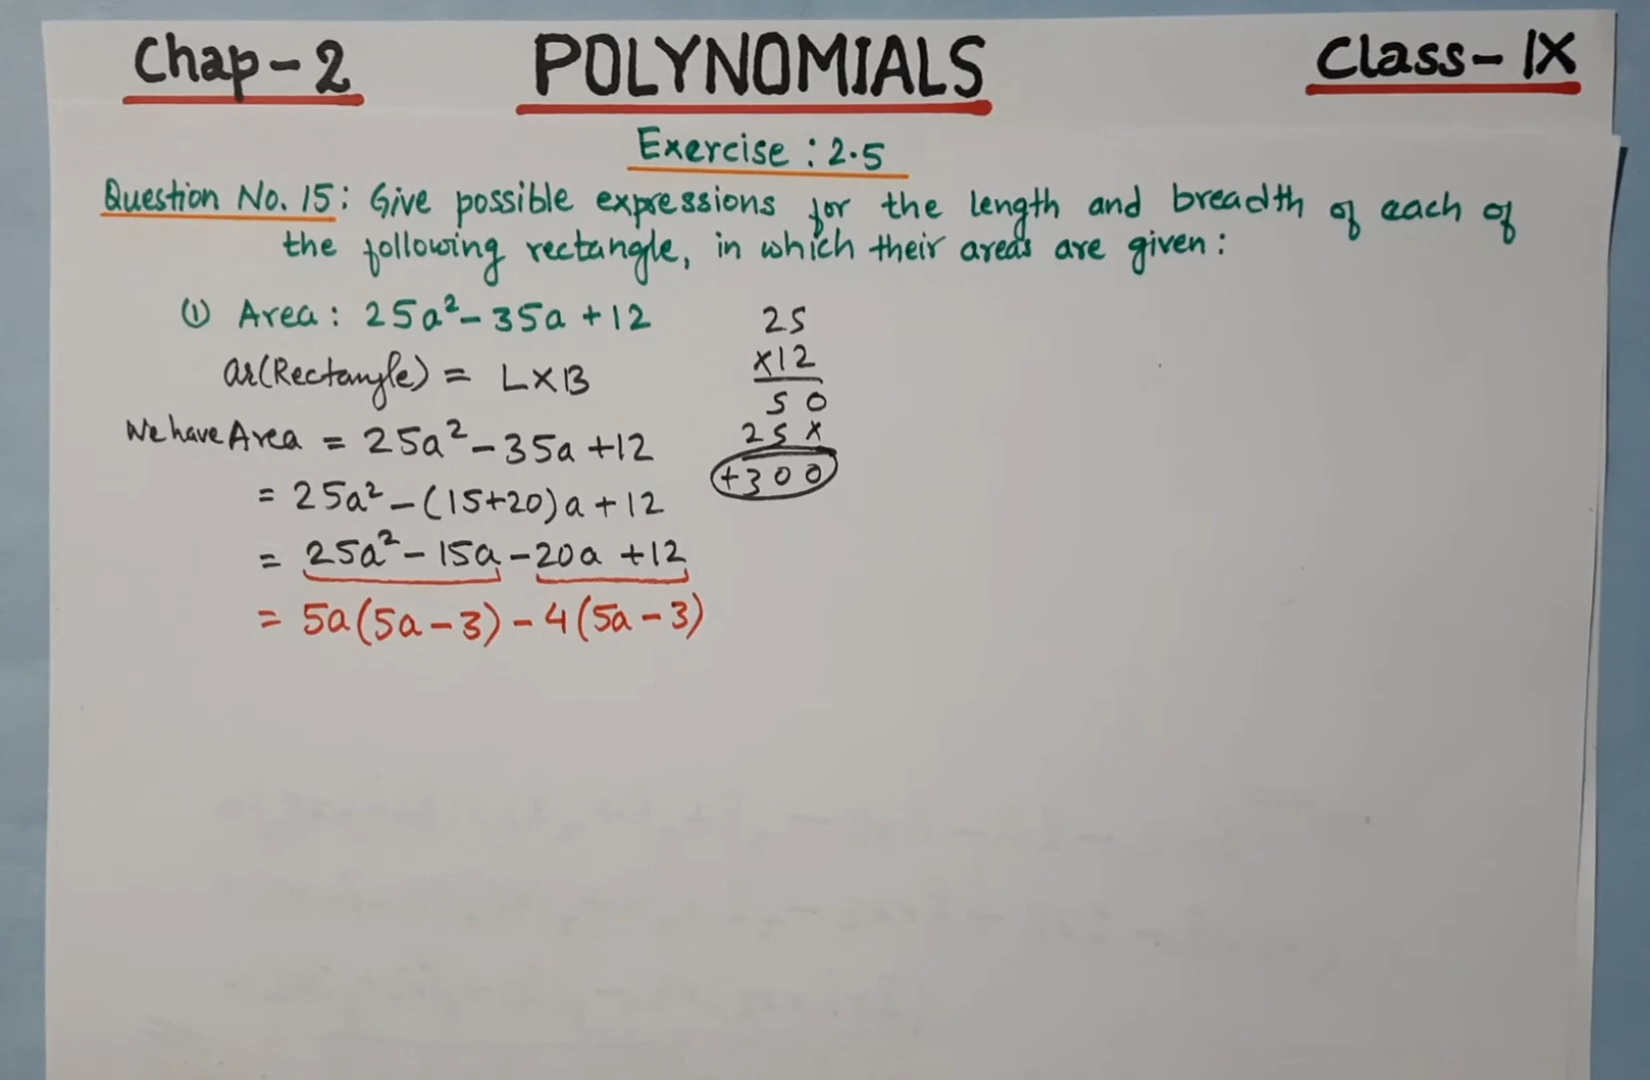 Chap-2 POLYNOMIALS Class-IX
Exercise : 2.5
Question No. 15 : Give possible expressions for the length and breadth of each of
the following rectangle, in which their areas are given :
(1) Area : 25a² - 35a + 12
ar(Rectangle) = L×B
We have Area = 25a² - 35a + 12
= 25a² - (15+20)a + 12
= 25a² - 15a - 20a + 12
= 5a(5a - 3) - 4(5a - 3)
25
×12
50
25×
+300